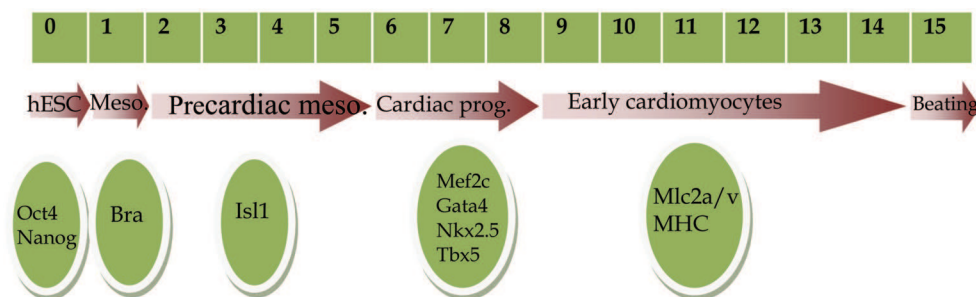 0 1 2 3 4 5 6 7 8 9 10 11 12 13 14 15
hESC Meso. Precardiac meso. Cardiac prog. Early cardiomyocytes Beating
Oct4
Nanog
Bra
Isl1
Mef2c
Gata4
Nkx2.5
Tbx5
Mlc2a/v
MHC